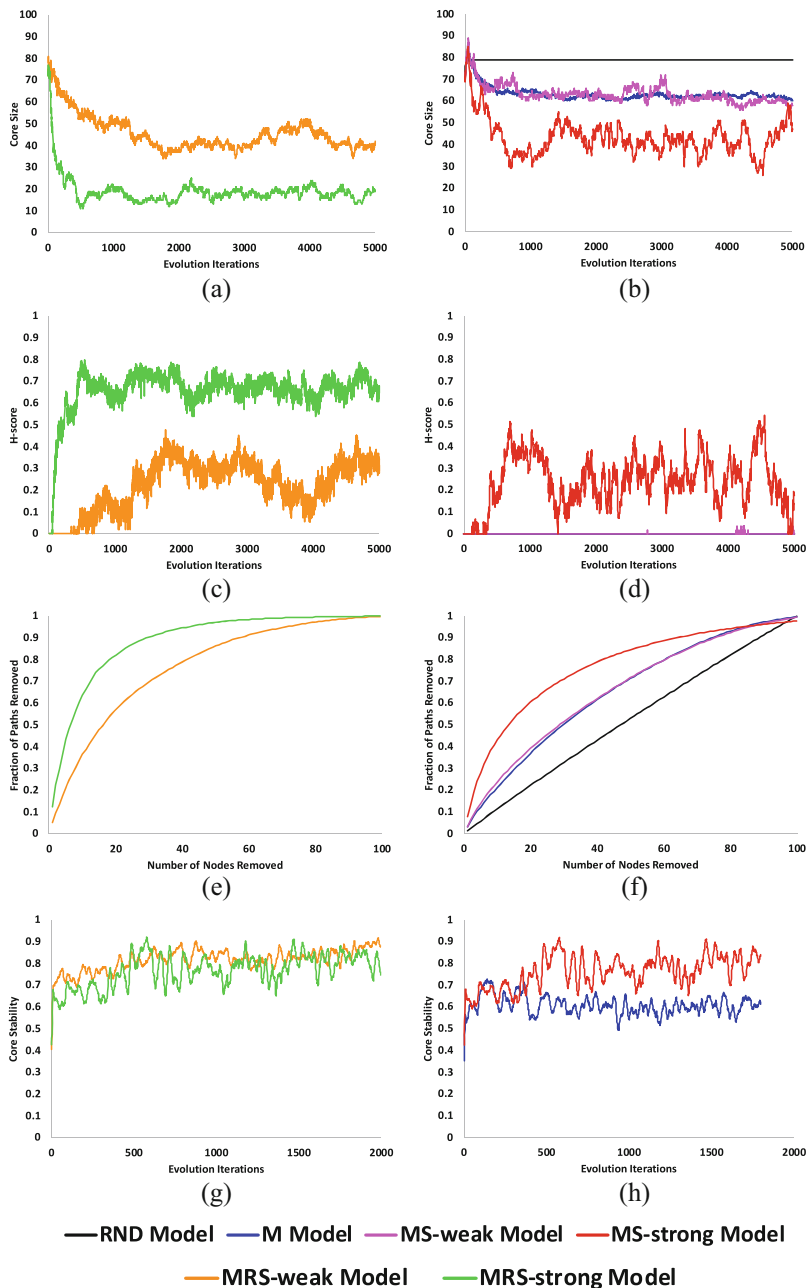 100
90
80
70
60
50
40
30
20
10
0
Core Size
0 1000 2000 3000 4000 5000
Evolution Iterations
(a)
100
90
80
70
60
50
40
30
20
10
0
Core Size
0 1000 2000 3000 4000 5000
Evolution Iterations
(b)
1
0.9
0.8
0.7
0.6
0.5
0.4
0.3
0.2
0.1
0
H-score
0 1000 2000 3000 4000 5000
Evolution Iterations
(c)
1
0.9
0.8
0.7
0.6
0.5
0.4
0.3
0.2
0.1
0
H-score
0 1000 2000 3000 4000 5000
Evolution Iterations
(d)
1
0.9
0.8
0.7
0.6
0.5
0.4
0.3
0.2
0.1
0
Fraction of Paths Removed
0 20 40 60 80 100
Number of Nodes Removed
(e)
1
0.9
0.8
0.7
0.6
0.5
0.4
0.3
0.2
0.1
0
Fraction of Paths Removed
0 20 40 60 80 100
Number of Nodes Removed
(f)
1
0.9
0.8
0.7
0.6
0.5
0.4
0.3
0.2
0.1
0
Core Stability
0 500 1000 1500 2000
Evolution Iterations
(g)
1
0.9
0.8
0.7
0.6
0.5
0.4
0.3
0.2
0.1
0
Core Stability
0 500 1000 1500 2000
Evolution Iterations
(h)
RND Model M Model MS-weak Model MS-strong Model
MRS-weak Model MRS-strong Model